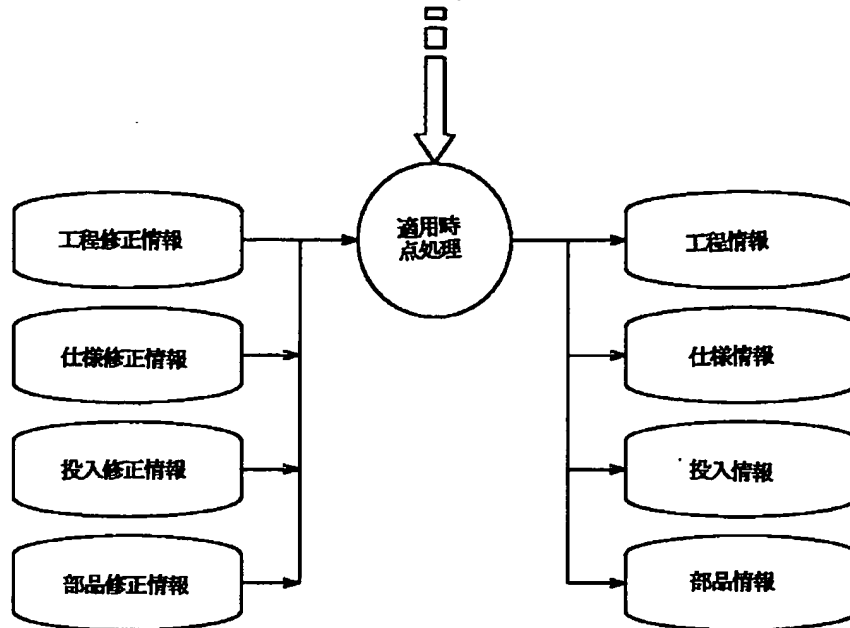 適用時
点処理
工程修正情報
工程情報
仕様修正情報
仕様情報
投入修正情報
投入情報
部品修正情報
部品情報